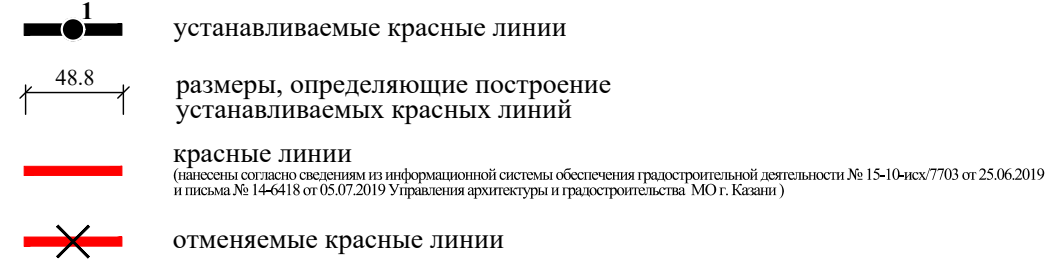 1
устанавливаемые красные линии
48.8
размеры, определяющие построение
устанавливаемых красных линий
красные линии
(нанесены согласно сведениям из информационной системы обеспечения градостроительной деятельности № 15-10-исх/7703 от 25.06.2019
и письма № 14-6418 от 05.07.2019 Управления архитектуры и градостроительства МО г. Казани )
отменяемые красные линии